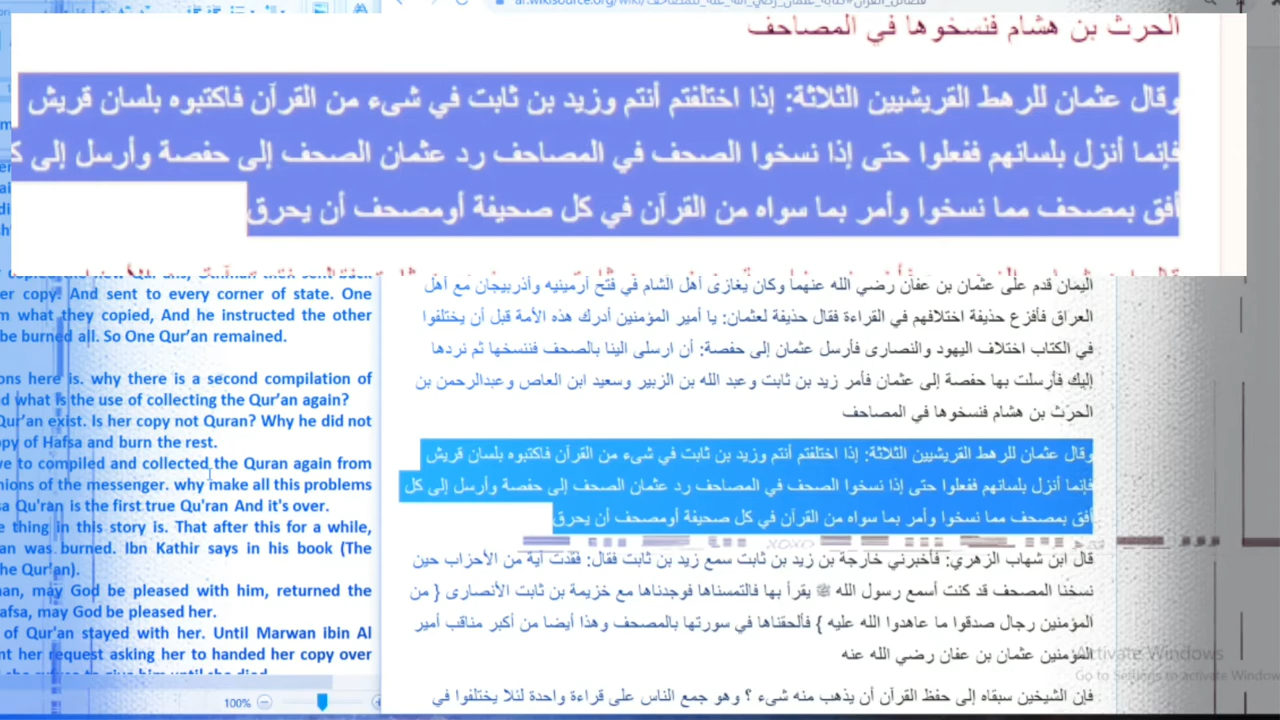 الحرث بن هشام فنسخوها في المصاحف
وقال عثمان للرهط القريشيين الثلاثة: إذا اختلفتم أنتم وزيد بن ثابت في شىء من القرآن فاكتبوه بلسان قريش
فإنما أنزل بلسانهم ففعلوا حتى إذا نسخوا الصحف في المصاحف رد عثمان الصحف إلى حفصة وأرسل إلى
أفق بمصحف مما نسخوا وأمر بما سواه من القرآن في كل صحيفة أومصحف أن يحرق
er copy. And sent to every corner of state. One
m what they copied, And he instructed the other
be burned all. So One Qur'an remained.
ons here is. why there is a second compilation of
d what is the use of collecting the Qur'an again?
Qur'an exist. Is her copy not Quran? Why he did not
py of Hafsa and burn the rest.
ve to compiled and collected the Quran again from
nions of the messenger. why make all this problems
sa Qu'ran is the first true Qu'ran And it's over.
e thing in this story is. That after this for a while,
an was burned. Ibn Kathir says in his book (The
he Qur'an).
nan, may God be pleased with him, returned the
afsa, may God be pleased her.
of Qur'an stayed with her. Until Marwan ibin Al
nt her request asking her to handed her copy over
100%
اليمان قدم على عثمان بن عفان رضي الله عنهما وكان يغازى أهل الشام في فتح أرمينيه وأذربيجان مع أهل
العراق فأفزع حذيفة اختلافهم في القراءة فقال حذيفة لعثمان: يا أمير المؤمنين أدرك هذه الأمة قبل أن يختلفوا
في الكتاب اختلاف اليهود والنصارى فأرسل عثمان إلى حفصة: أن ارسلى الينا بالصحف فننسخها ثم نردها
إليك فأرسلت بها حفصة إلى عثمان فأمر زيد بن ثابت وعبد الله بن الزبير وسعيد ابن العاص وعبدالرحمن بن
الحرث بن هشام فنسخوها في المصاحف
وقال عثمان للرهط القريشيين الثلاثة: إذا اختلفتم أنتم وزيد بن ثابت في شىء من القرآن فاكتبوه بلسان قريش
فإنما أنزل بلسانهم ففعلوا حتى إذا نسخوا الصحف في المصاحف رد عثمان الصحف إلى حفصة وأرسل إلى كل
أفق بمصحف مما نسخوا وأمر بما سواه من القرآن في كل صحيفة أومصحف أن يحرق
قال ابن شهاب الزهري: فأخبرني خارجة بن زيد بن ثابت سمع زيد بن ثابت فقال: فقدت آية من الأحزاب حين
نسخنا المصحف قد كنت أسمع رسول الله ﷺ يقرأ بها فالتمسناها فوجدناها مع خزيمة بن ثابت الأنصارى { من
المؤمنين رجال صدقوا ما عاهدوا الله عليه } فألحقناها في سورتها بالمصحف وهذا أيضا من أكبر مناقب أمير
المؤمنين عثمان بن عفان رضي الله عنه
فإن الشيخين سبقاه إلى حفظ القرآن أن يذهب منه شىء ؟ وهو جمع الناس على قراءة واحدة لئلا يختلفوا في
Activate Windows
Go to Settings to activate Windows